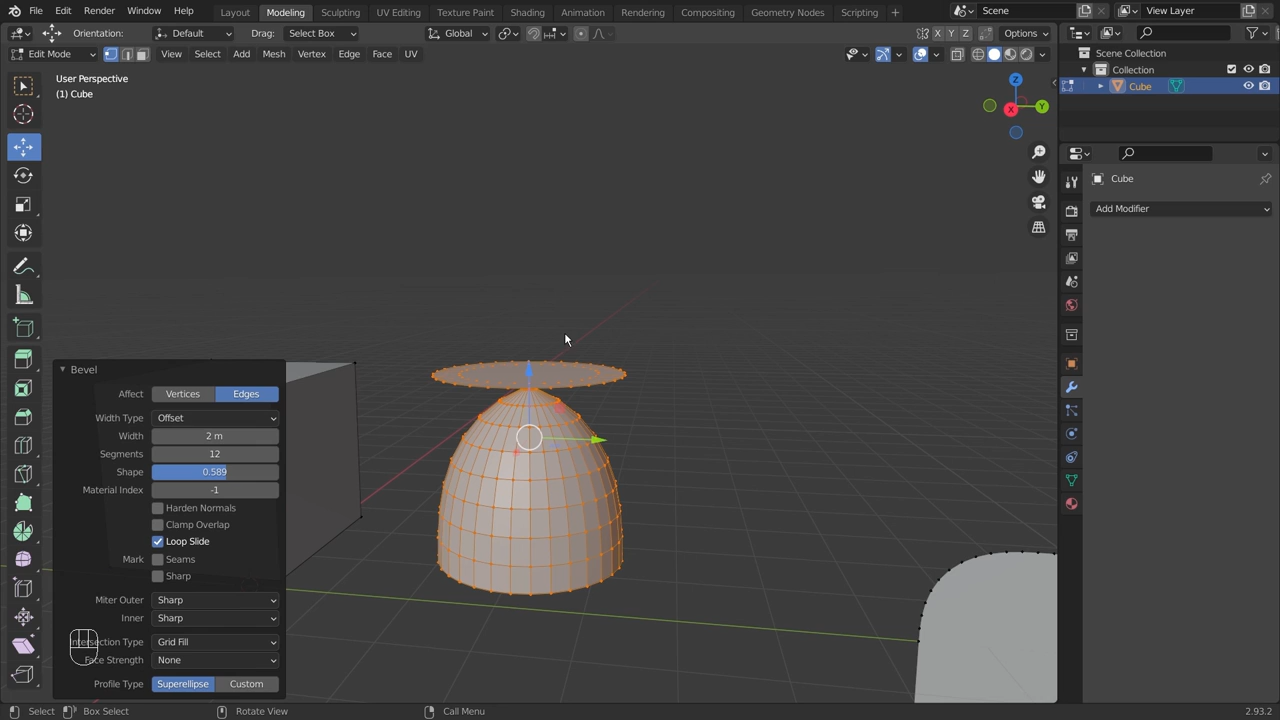 File Edit Render Window Help Layout Modeling Sculpting UV Editing Texture Paint Shading Animation Rendering Compositing Geometry Nodes Scripting + Scene View Layer
Orientation: Default Drag: Select Box Global X Y Z Options
Edit Mode View Select Add Mesh Vertex Edge Face UV
User Perspective
(1) Cube
Z
Y
X
Scene Collection
Collection
Cube
Cube
Add Modifier
Bevel
Affect Vertices Edges
Width Type Offset
Width 2 m
Segments 12
Shape 0.589
Material Index -1
Harden Normals
Clamp Overlap
Loop Slide
Mark Seams
Sharp
Miter Outer Sharp
Inner Sharp
Intersection Type Grid Fill
Face Strength None
Profile Type Superellipse Custom
Select Box Select Rotate View Call Menu 2.93.2